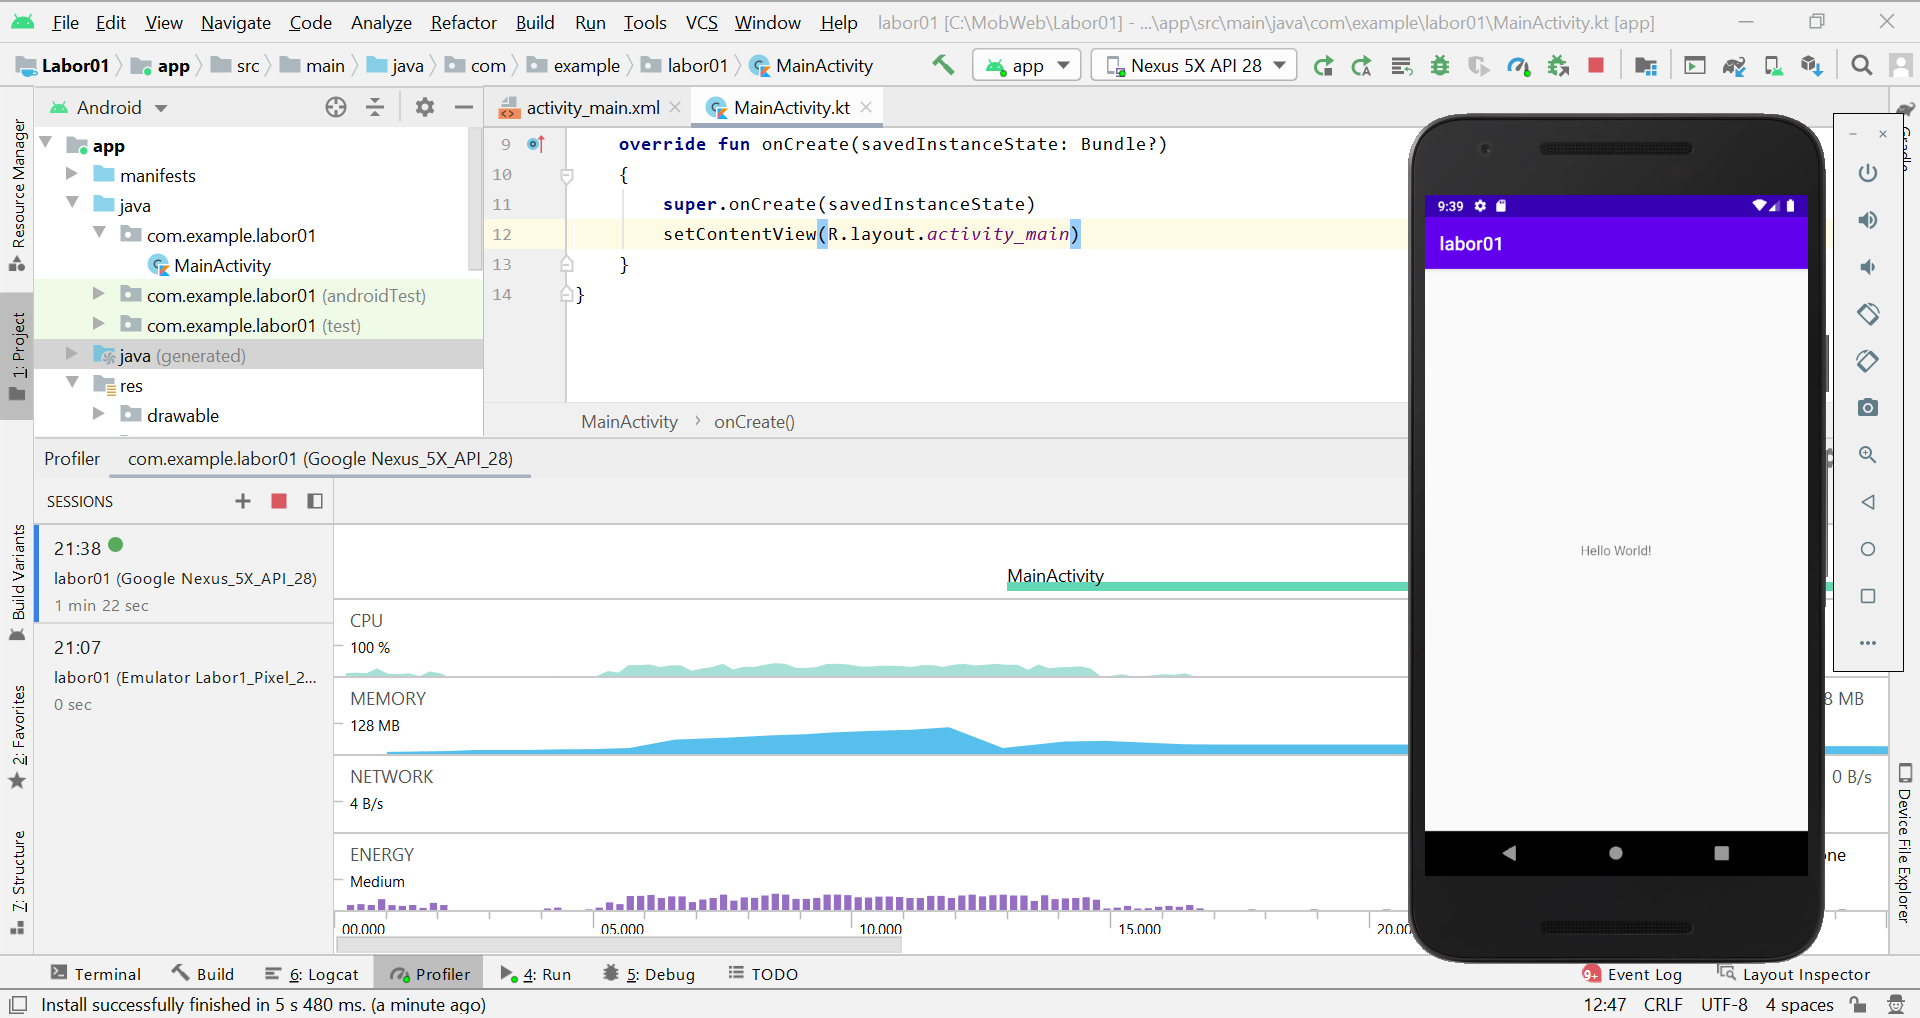 File Edit View Navigate Code Analyze Refactor Build Run Tools VCS Window Help labor01 [C:\MobWeb\Labor01] - ...\app\src\main\java\com\example\labor01\MainActivity.kt [app]
Labor01 app src main java com example labor01 MainActivity app Nexus 5X API 28
Android
activity_main.xml MainActivity.kt
Resource Manager
1: Project
Build Variants
2: Favorites
7: Structure
app
manifests
java
com.example.labor01
MainActivity
com.example.labor01 (androidTest)
com.example.labor01 (test)
java (generated)
res
drawable
9 override fun onCreate(savedInstanceState: Bundle?)
10 {
11 super.onCreate(savedInstanceState)
12 setContentView(R.layout.activity_main)
13 }
14 }
MainActivity onCreate()
Profiler com.example.labor01 (Google Nexus_5X_API_28)
SESSIONS
21:38
labor01 (Google Nexus_5X_API_28)
1 min 22 sec
21:07
labor01 (Emulator Labor1_Pixel_2...
0 sec
MainActivity
CPU
100 %
MEMORY
128 MB
8 MB
NETWORK
4 B/s
0 B/s
ENERGY
Medium
00.000 05.000 10.000 15.000 20.00
9:39
labor01
Hello World!
Device File Explorer
Terminal Build 6: Logcat Profiler 4: Run 5: Debug TODO 9+ Event Log Layout Inspector
Install successfully finished in 5 s 480 ms. (a minute ago) 12:47 CRLF UTF-8 4 spaces